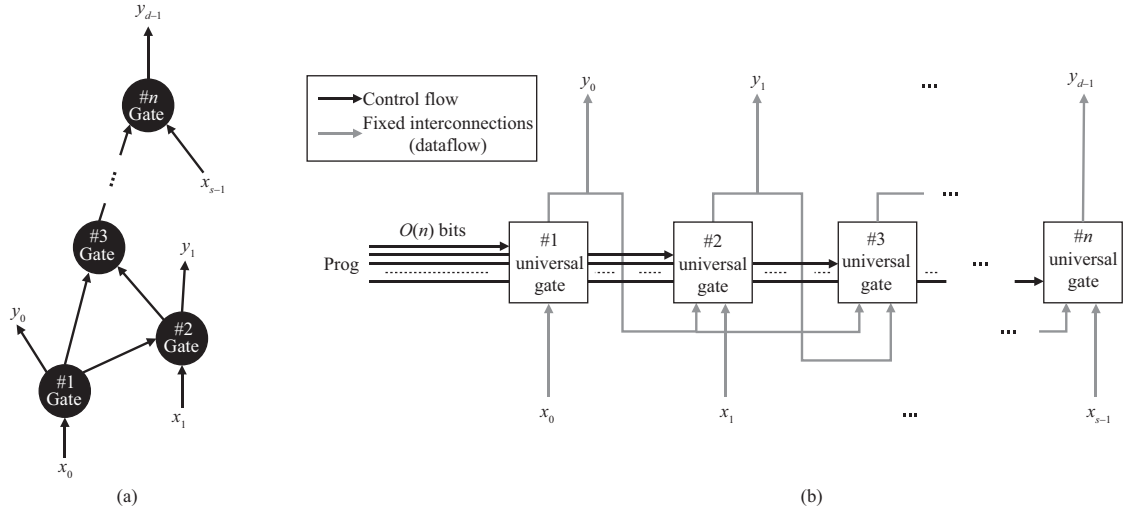 y_{d–1}
#n
Gate
x_{s–1}
...
#3
Gate
y_1
y_0
#2
Gate
#1
Gate
x_1
x_0
(a)
Control flow
Fixed interconnections
(dataflow)
y_0
y_1
...
y_{d–1}
...
O(n) bits
Prog
#1
universal
gate
#2
universal
gate
#3
universal
gate
...
#n
universal
gate
...
x_0
x_1
...
x_{s–1}
(b)